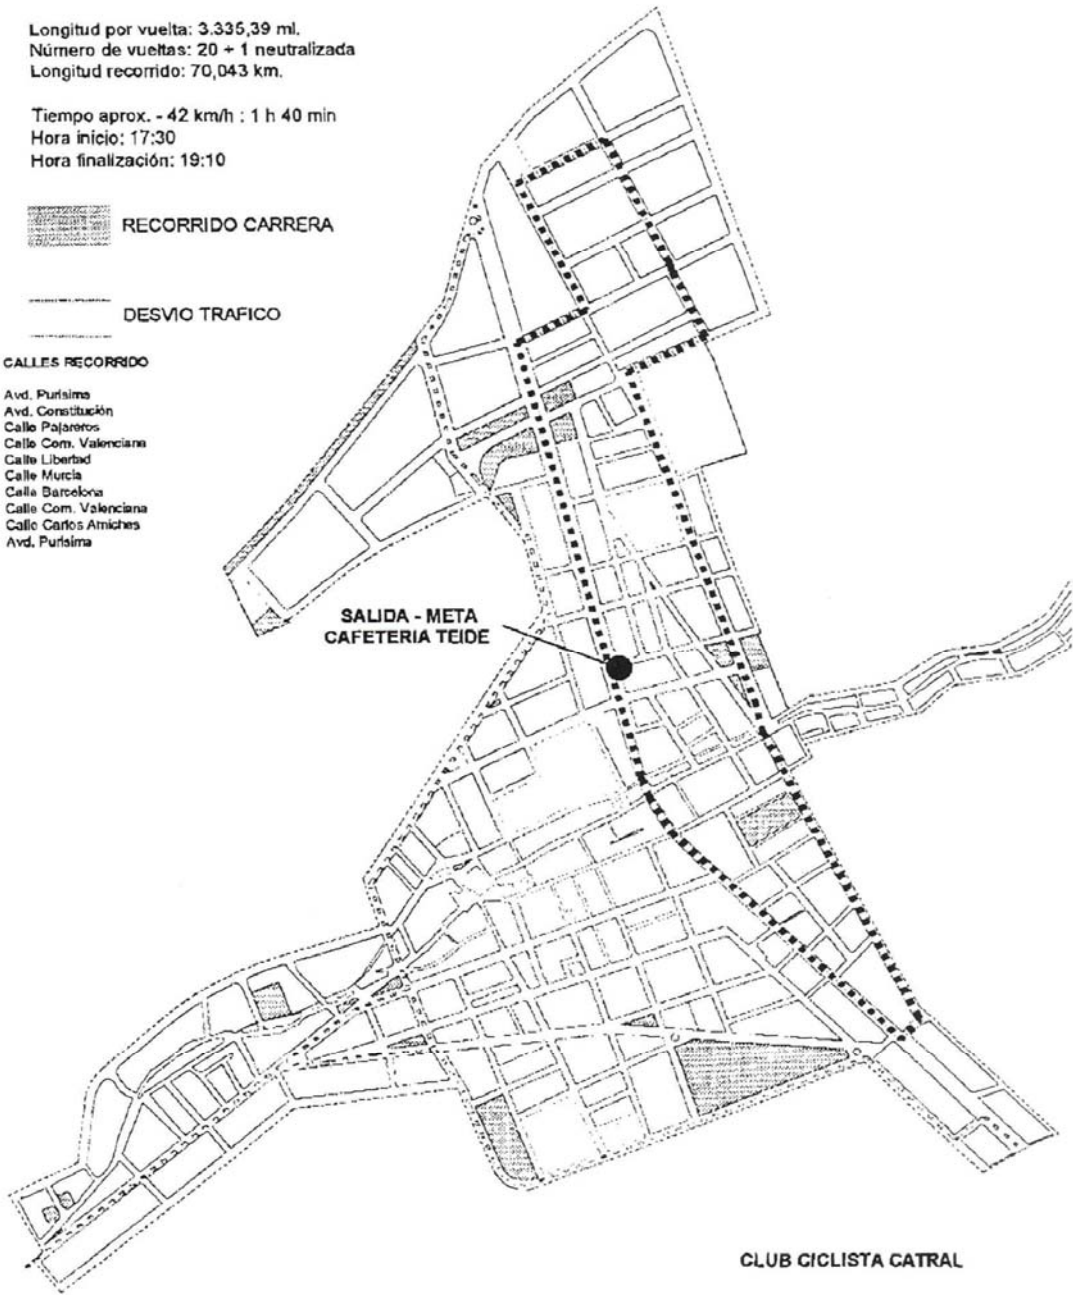 Longitud por vuelta: 3.335,39 ml.
Número de vueltas: 20 + 1 neutralizada
Longitud recorrido: 70,043 km.
Tiempo aprox. - 42 km/h : 1 h 40 min
Hora inicio: 17:30
Hora finalización: 19:10
RECORRIDO CARRERA
DESVIO TRAFICO
CALLES RECORRIDO
Avd. Purisima
Avd. Constitución
Calle Pajareros
Calle Com. Valenciana
Calle Libertad
Calle Murcia
Calle Barcelona
Calle Com. Valenciana
Calle Carlos Arniches
Avd. Purisima
SALIDA - META
CAFETERIA TEIDE
CLUB CICLISTA CATRAL